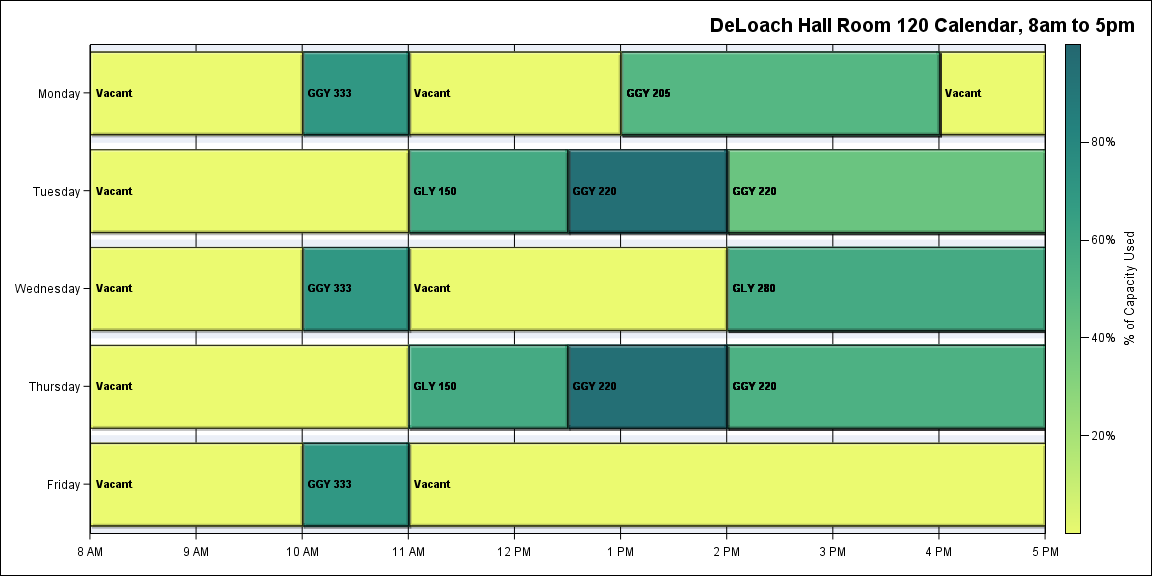 DeLoach Hall Room 120 Calendar, 8am to 5pm
Monday
Vacant
GGY 333
Vacant
GGY 205
Vacant
Tuesday
Vacant
GLY 150
GGY 220
GGY 220
Wednesday
Vacant
GGY 333
Vacant
GLY 280
Thursday
Vacant
GLY 150
GGY 220
GGY 220
Friday
Vacant
GGY 333
Vacant
8 AM
9 AM
10 AM
11 AM
12 PM
1 PM
2 PM
3 PM
4 PM
5 PM
80%
60%
40%
20%
% of Capacity Used